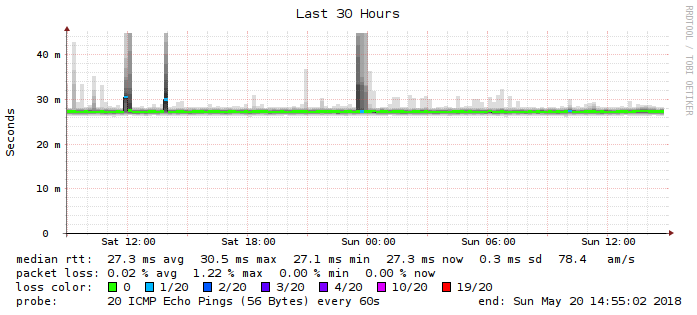 Last 30 Hours
RRDTOOL / TOBI OETIKER
Seconds
40 m
30 m
20 m
10 m
0
Sat 12:00 Sat 18:00 Sun 00:00 Sun 06:00 Sun 12:00
median rtt: 27.3 ms avg 30.5 ms max 27.1 ms min 27.3 ms now 0.3 ms sd 78.4 am/s
packet loss: 0.02 % avg 1.22 % max 0.00 % min 0.00 % now
loss color: 0 1/20 2/20 3/20 4/20 10/20 19/20
probe: 20 ICMP Echo Pings (56 Bytes) every 60s end: Sun May 20 14:55:02 2018